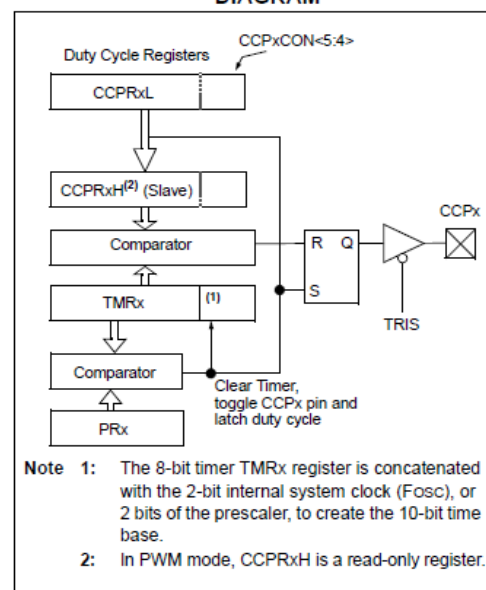 DIAGRAM
CCPxCON<5:4>
Duty Cycle Registers
CCPRxL
CCPRxH(2) (Slave)
CCPx
Comparator
R Q
S
TMRx
(1)
TRIS
Comparator
Clear Timer,
toggle CCPx pin and
latch duty cycle
PRx
Note 1: The 8-bit timer TMRx register is concatenated
with the 2-bit internal system clock (FOSC), or
2 bits of the prescaler, to create the 10-bit time
base.
2: In PWM mode, CCPRxH is a read-only register.